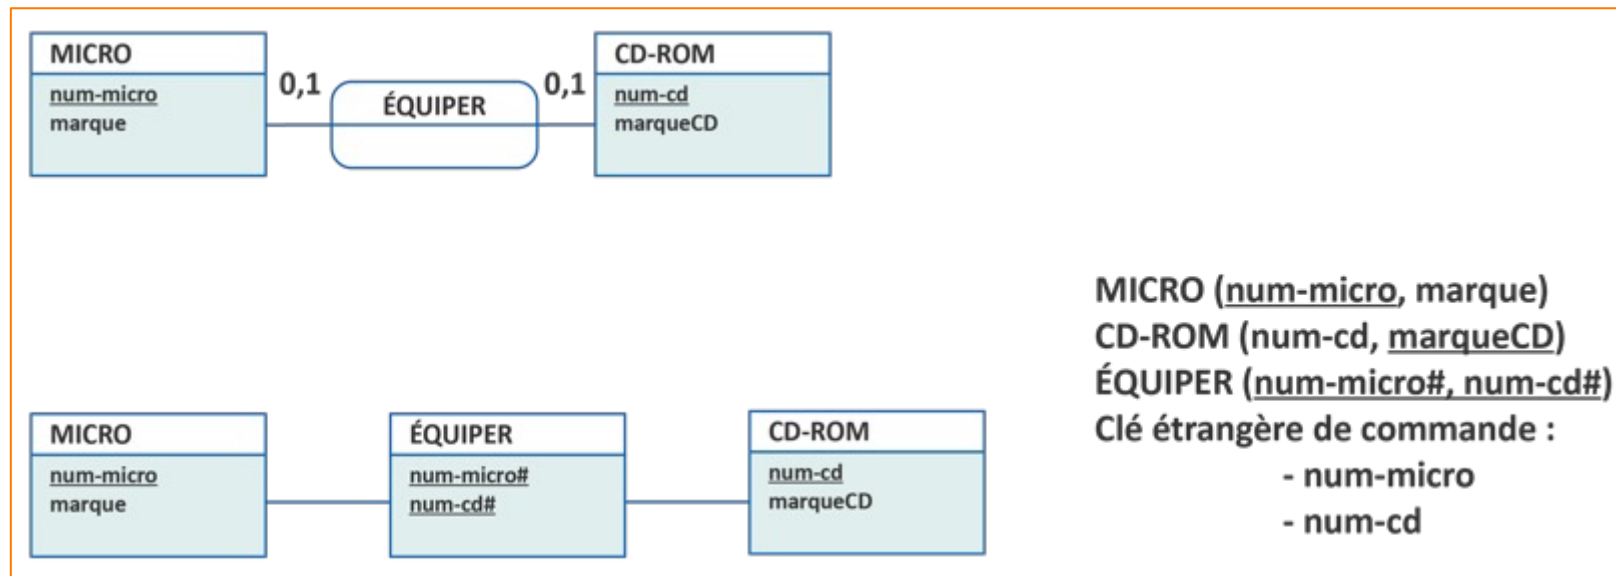 MICRO
num-micro
marque
0,1
ÉQUIPER
0,1
CD-ROM
num-cd
marqueCD
MICRO
num-micro
marque
ÉQUIPER
num-micro#
num-cd#
CD-ROM
num-cd
marqueCD
MICRO (num-micro, marque)
CD-ROM (num-cd, marqueCD)
ÉQUIPER (num-micro#, num-cd#)
Clé étrangère de commande :
- num-micro
- num-cd